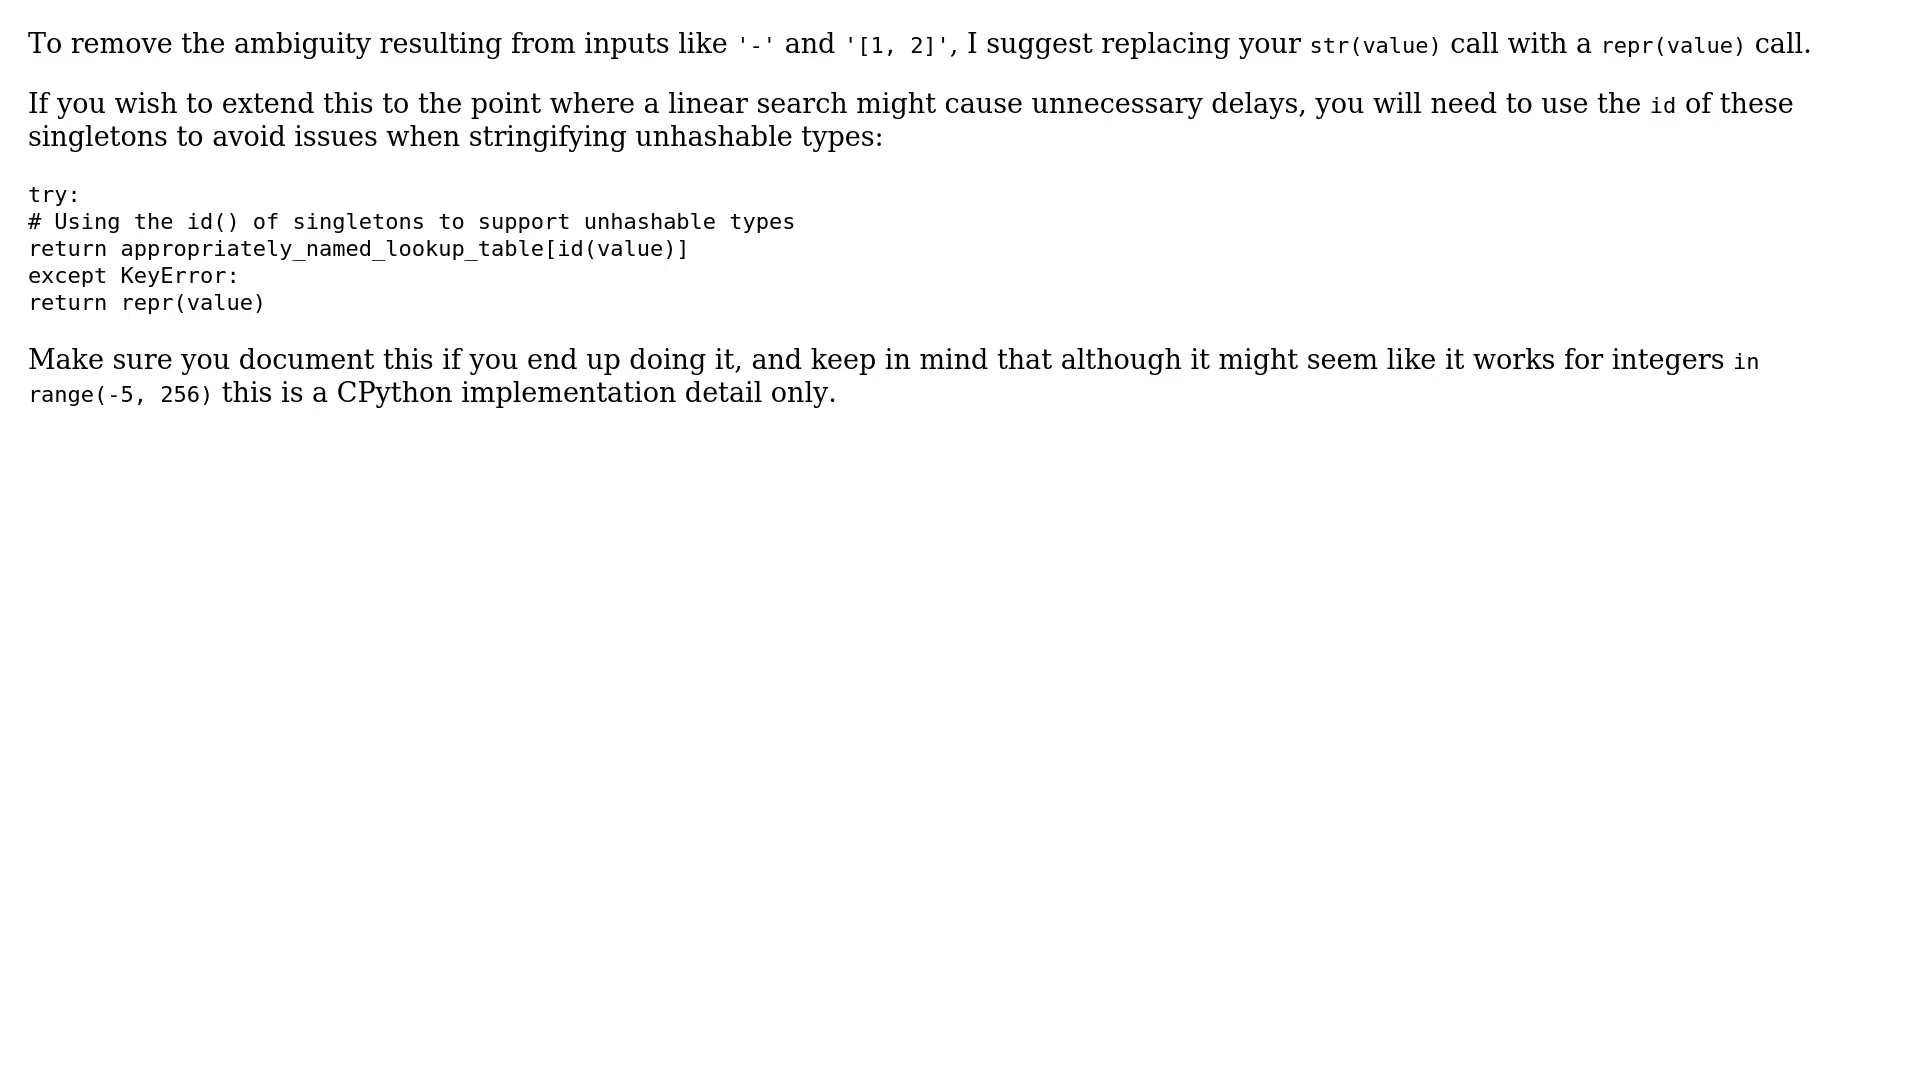 To remove the ambiguity resulting from inputs like '-' and '[1, 2]', I suggest replacing your str(value) call with a repr(value) call.
If you wish to extend this to the point where a linear search might cause unnecessary delays, you will need to use the id of these
singletons to avoid issues when stringifying unhashable types:
try:
# Using the id() of singletons to support unhashable types
return appropriately_named_lookup_table[id(value)]
except KeyError:
return repr(value)
Make sure you document this if you end up doing it, and keep in mind that although it might seem like it works for integers in
range(-5, 256) this is a CPython implementation detail only.